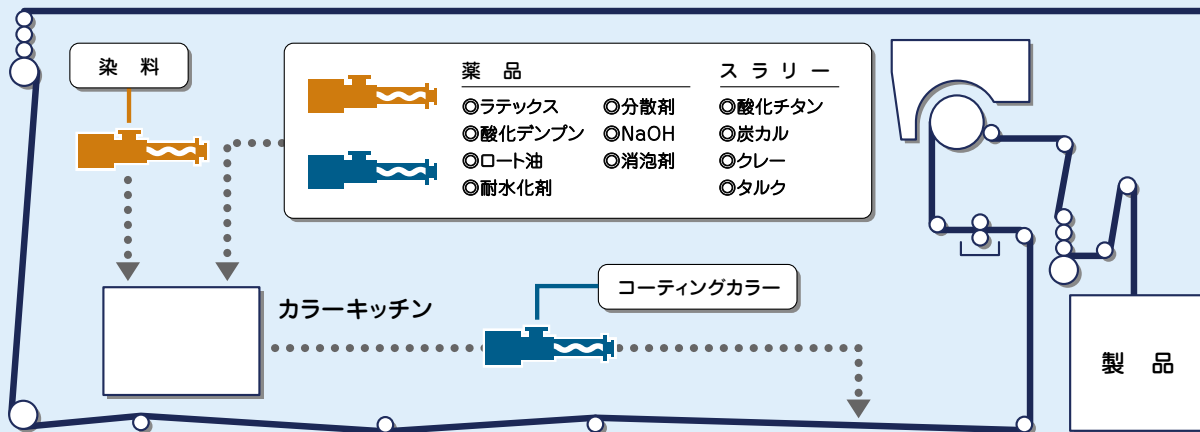 染料
薬品
スラリー
◎ラテックス
◎分散剤
◎酸化チタン
◎酸化デンプン
◎NaOH
◎炭カル
◎ロート油
◎消泡剤
◎クレー
◎耐水化剤
◎タルク
コーティングカラー
カラーキッチン
製品